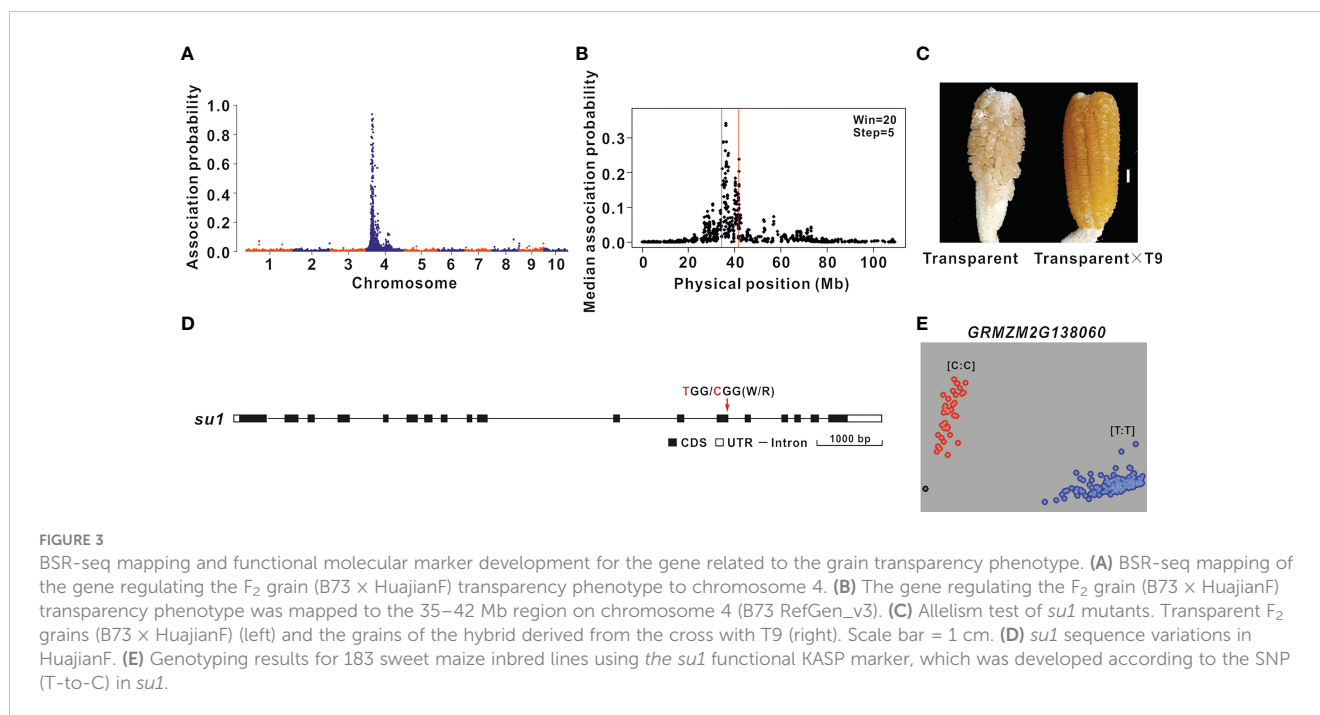 A
Association probability
1.0
0.8
0.6
0.4
0.2
0.0
1 2 3 4 5 6 7 8 9 10
Chromosome
B
Median association probability
0.3
0.2
0.1
0.0
Win=20
Step=5
0 20 40 60 80 100
Physical position (Mb)
C
Transparent Transparent×T9
D
TGG/CGG(W/R)
su1
CDS UTR Intron 1000 bp
E
GRMZM2G138060
[C:C]
[T:T]
FIGURE 3
BSR-seq mapping and functional molecular marker development for the gene related to the grain transparency phenotype. (A) BSR-seq mapping of
the gene regulating the F2 grain (B73 × HuajianF) transparency phenotype to chromosome 4. (B) The gene regulating the F2 grain (B73 × HuajianF)
transparency phenotype was mapped to the 35–42 Mb region on chromosome 4 (B73 RefGen_v3). (C) Allelism test of su1 mutants. Transparent F2
grains (B73 × HuajianF) (left) and the grains of the hybrid derived from the cross with T9 (right). Scale bar = 1 cm. (D) su1 sequence variations in
HuajianF. (E) Genotyping results for 183 sweet maize inbred lines using the su1 functional KASP marker, which was developed according to the SNP
(T-to-C) in su1.